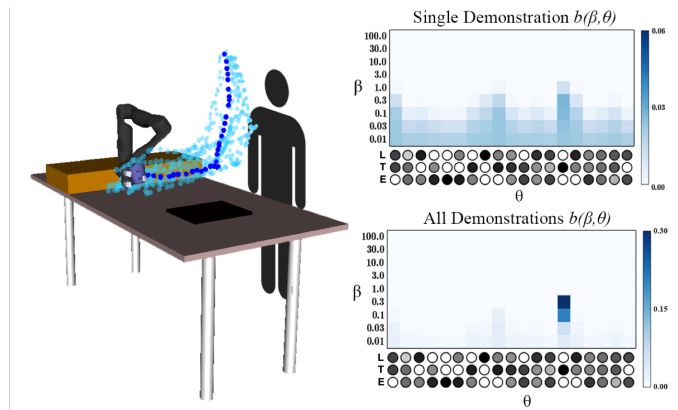 Single Demonstration b(β,θ)
0.06
0.03
0.00
100.0
30.0
10.0
3.0
1.0
0.3
0.1
0.03
0.01
β
L
T
E
θ
All Demonstrations b(β,θ)
0.30
0.15
0.00
100.0
30.0
10.0
3.0
1.0
0.3
0.1
0.03
0.01
β
L
T
E
θ